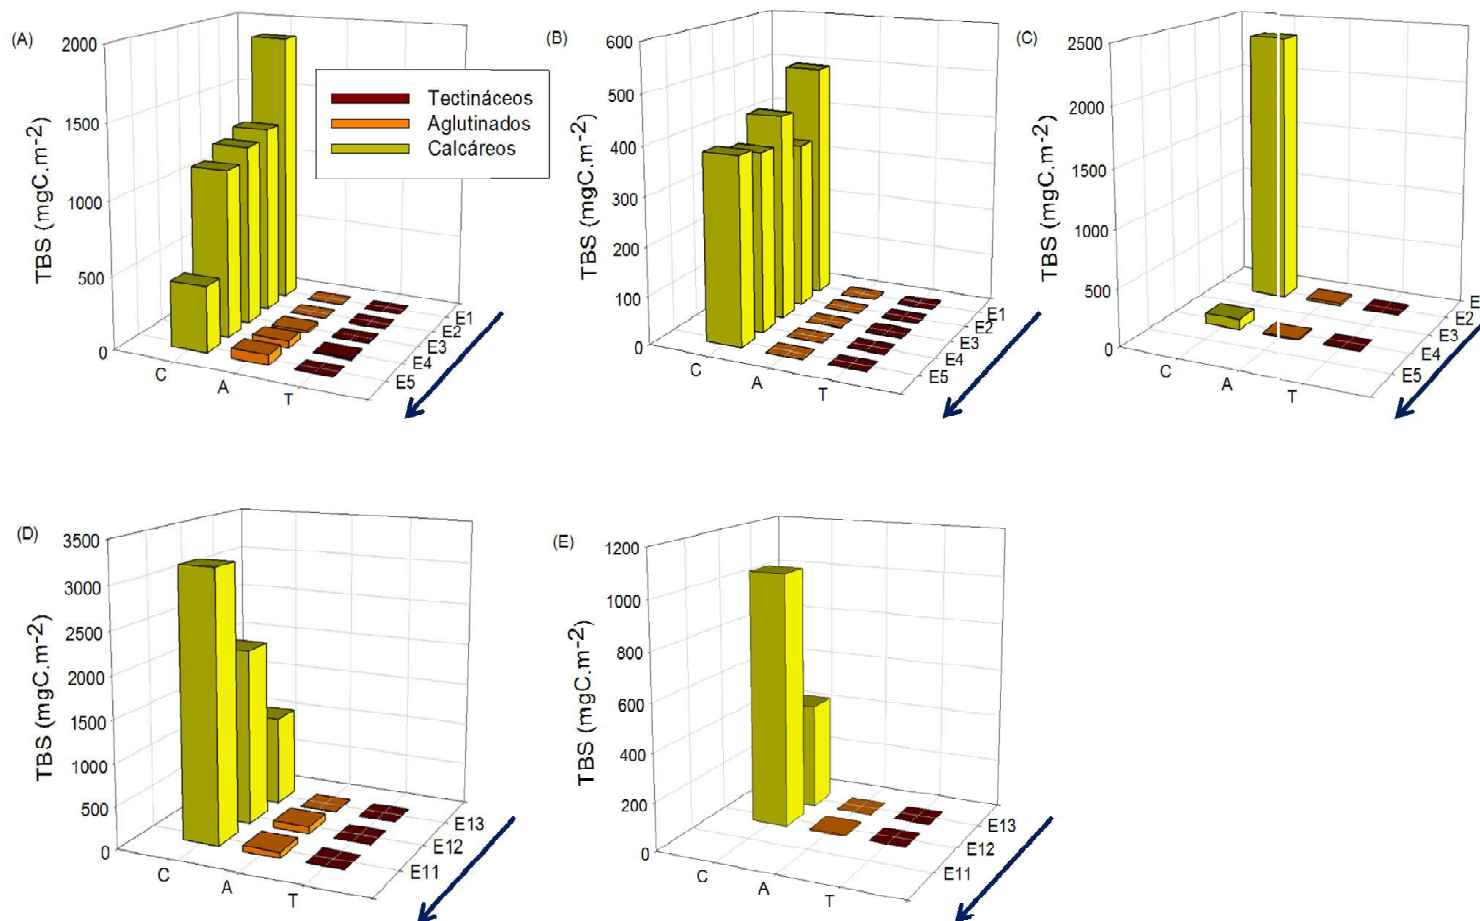 (A)
TBS (mgC.m-2)
2000
1500
1000
500
0
C
A
T
E1
E2
E3
E4
E5
Tectináceos
Aglutinados
Calcáreos
(B)
TBS (mgC.m-2)
600
500
400
300
200
100
0
C
A
T
E1
E2
E3
E4
E5
(C)
TBS (mgC.m-2)
2500
2000
1500
1000
500
0
C
A
T
E2
E3
E4
E5
(D)
TBS (mgC.m-2)
3500
3000
2500
2000
1500
1000
500
0
C
A
T
E13
E12
E11
(E)
TBS (mgC.m-2)
1200
1000
800
600
400
200
0
C
A
T
E13
E12
E11